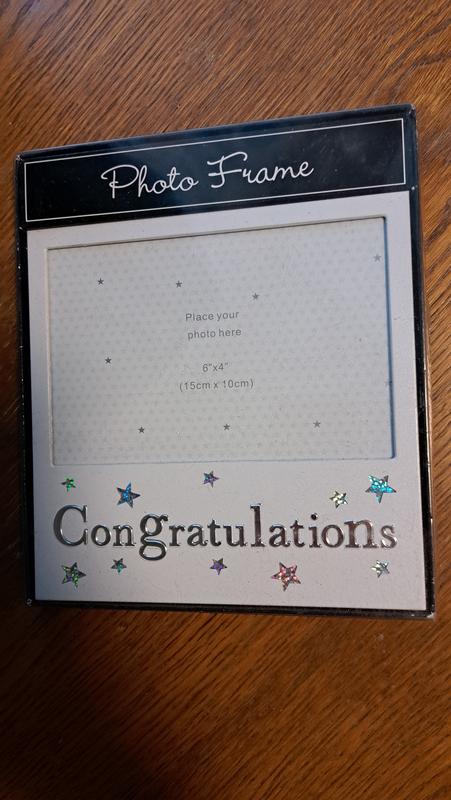 Photo Frame
Place your
photo here
6"x4"
(15cm x 10cm)
Congratulations